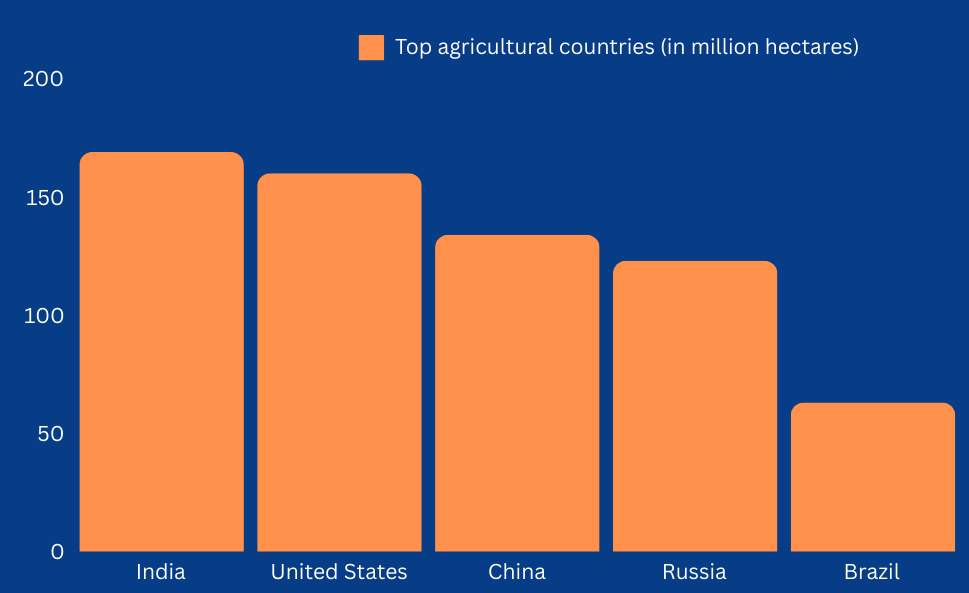 Top agricultural countries (in million hectares)
200
150
100
50
0
India United States China Russia Brazil